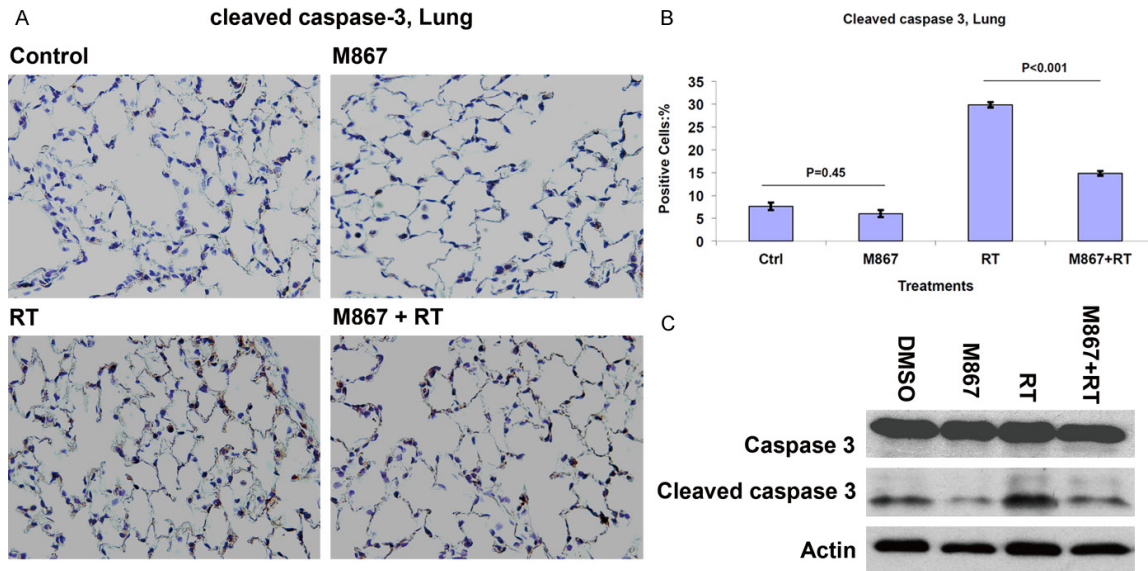 A
cleaved caspase-3, Lung
Control
M867
RT
M867 + RT
B
Cleaved caspase 3, Lung
P<0.001
P=0.45
Positive Cells:%
35
30
25
20
15
10
5
0
Ctrl
M867
RT
M867+RT
Treatments
C
DMSO
M867
RT
M867+RT
Caspase 3
Cleaved caspase 3
Actin